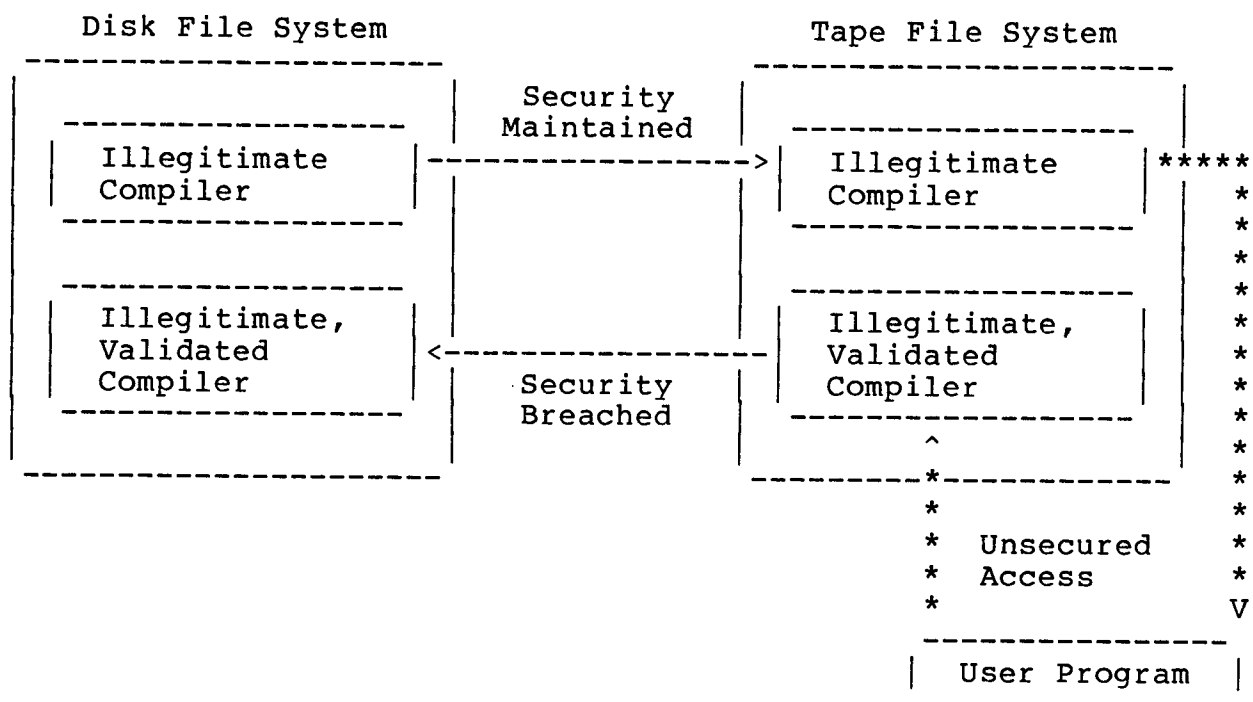 Disk File System
Tape File System
Security
Maintained
Illegitimate
Compiler
Illegitimate
Compiler
Illegitimate,
Validated
Compiler
Illegitimate,
Validated
Compiler
Security
Breached
Unsecured
Access
User Program